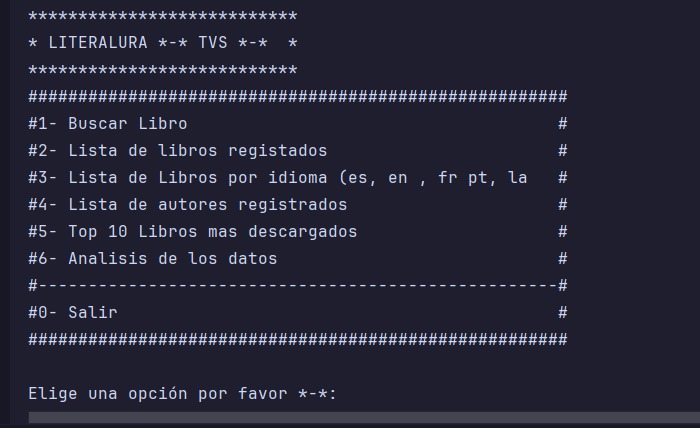 ***************************
* LITERALURA *-* TVS *-*  *
***************************
######################################################
#1- Buscar Libro                                     #
#2- Lista de libros registados                       #
#3- Lista de Libros por idioma (es, en , fr pt, la   #
#4- Lista de autores registrados                     #
#5- Top 10 Libros mas descargados                    #
#6- Analisis de los datos                            #
#----------------------------------------------------#
#0- Salir                                            #
######################################################
Elige una opción por favor *-*: